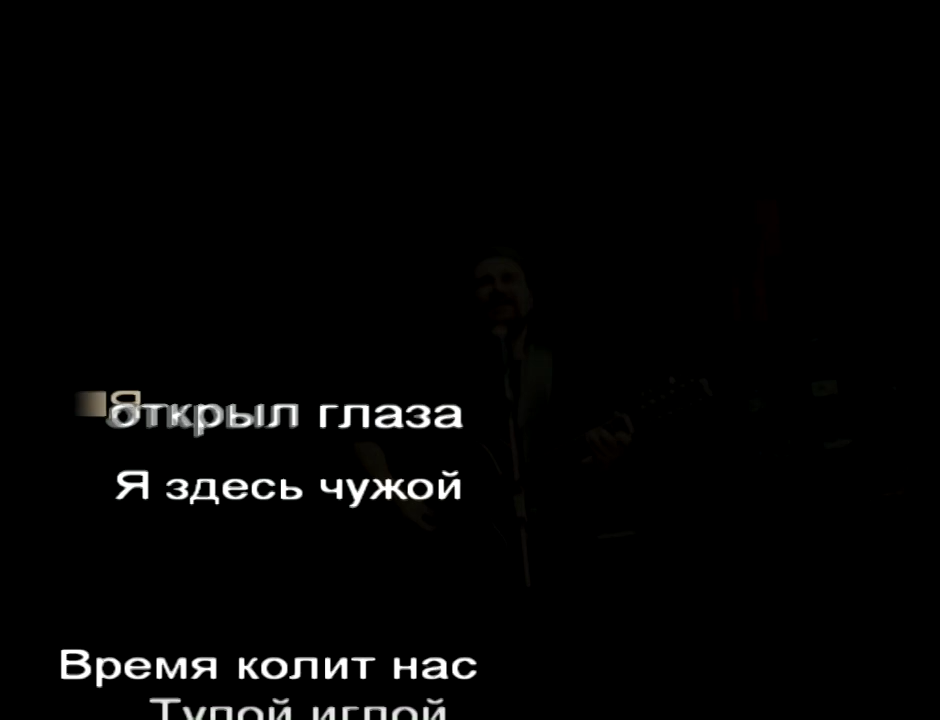 Я открыл глаза
Я здесь чужой
Время колит нас
Тупой иглой